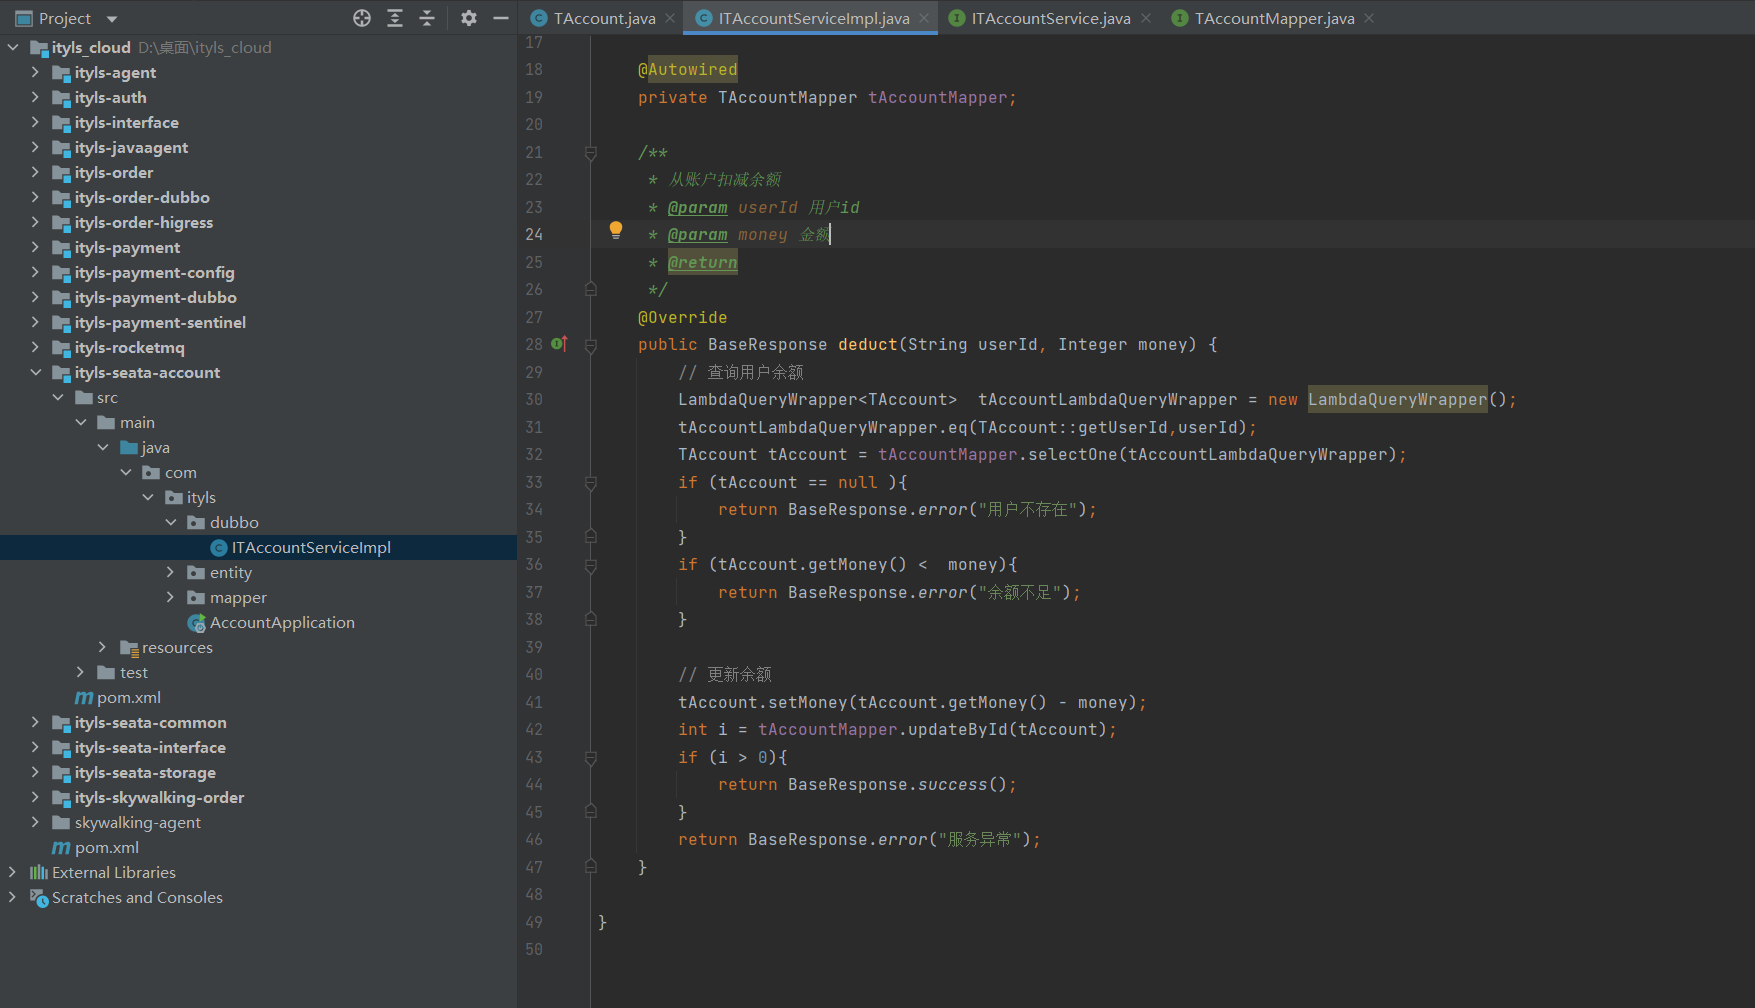 Project
ityls_cloud D:\桌面\ityls_cloud
ityls-agent
ityls-auth
ityls-interface
ityls-javaagent
ityls-order
ityls-order-dubbo
ityls-order-higress
ityls-payment
ityls-payment-config
ityls-payment-dubbo
ityls-payment-sentinel
ityls-rocketmq
ityls-seata-account
src
main
java
com
ityls
dubbo
ITAccountServiceImpl
entity
mapper
AccountApplication
resources
test
pom.xml
ityls-seata-common
ityls-seata-interface
ityls-seata-storage
ityls-skywalking-order
skywalking-agent
pom.xml
External Libraries
Scratches and Consoles
TAccount.java ITAccountServiceImpl.java ITAccountService.java TAccountMapper.java
17
18 @Autowired
19 private TAccountMapper tAccountMapper;
20
21 /**
22 * 从账户扣减余额
23 * @param userId 用户id
24 * @param money 金额
25 * @return
26 */
27 @Override
28 public BaseResponse deduct(String userId, Integer money) {
29 // 查询用户余额
30 LambdaQueryWrapper<TAccount>  tAccountLambdaQueryWrapper = new LambdaQueryWrapper();
31 tAccountLambdaQueryWrapper.eq(TAccount::getUserId,userId);
32 TAccount tAccount = tAccountMapper.selectOne(tAccountLambdaQueryWrapper);
33 if (tAccount == null ){
34 return BaseResponse.error("用户不存在");
35 }
36 if (tAccount.getMoney() <  money){
37 return BaseResponse.error("余额不足");
38 }
39
40 // 更新余额
41 tAccount.setMoney(tAccount.getMoney() - money);
42 int i = tAccountMapper.updateById(tAccount);
43 if (i > 0){
44 return BaseResponse.success();
45 }
46 return BaseResponse.error("服务异常");
47 }
48
49 }
50